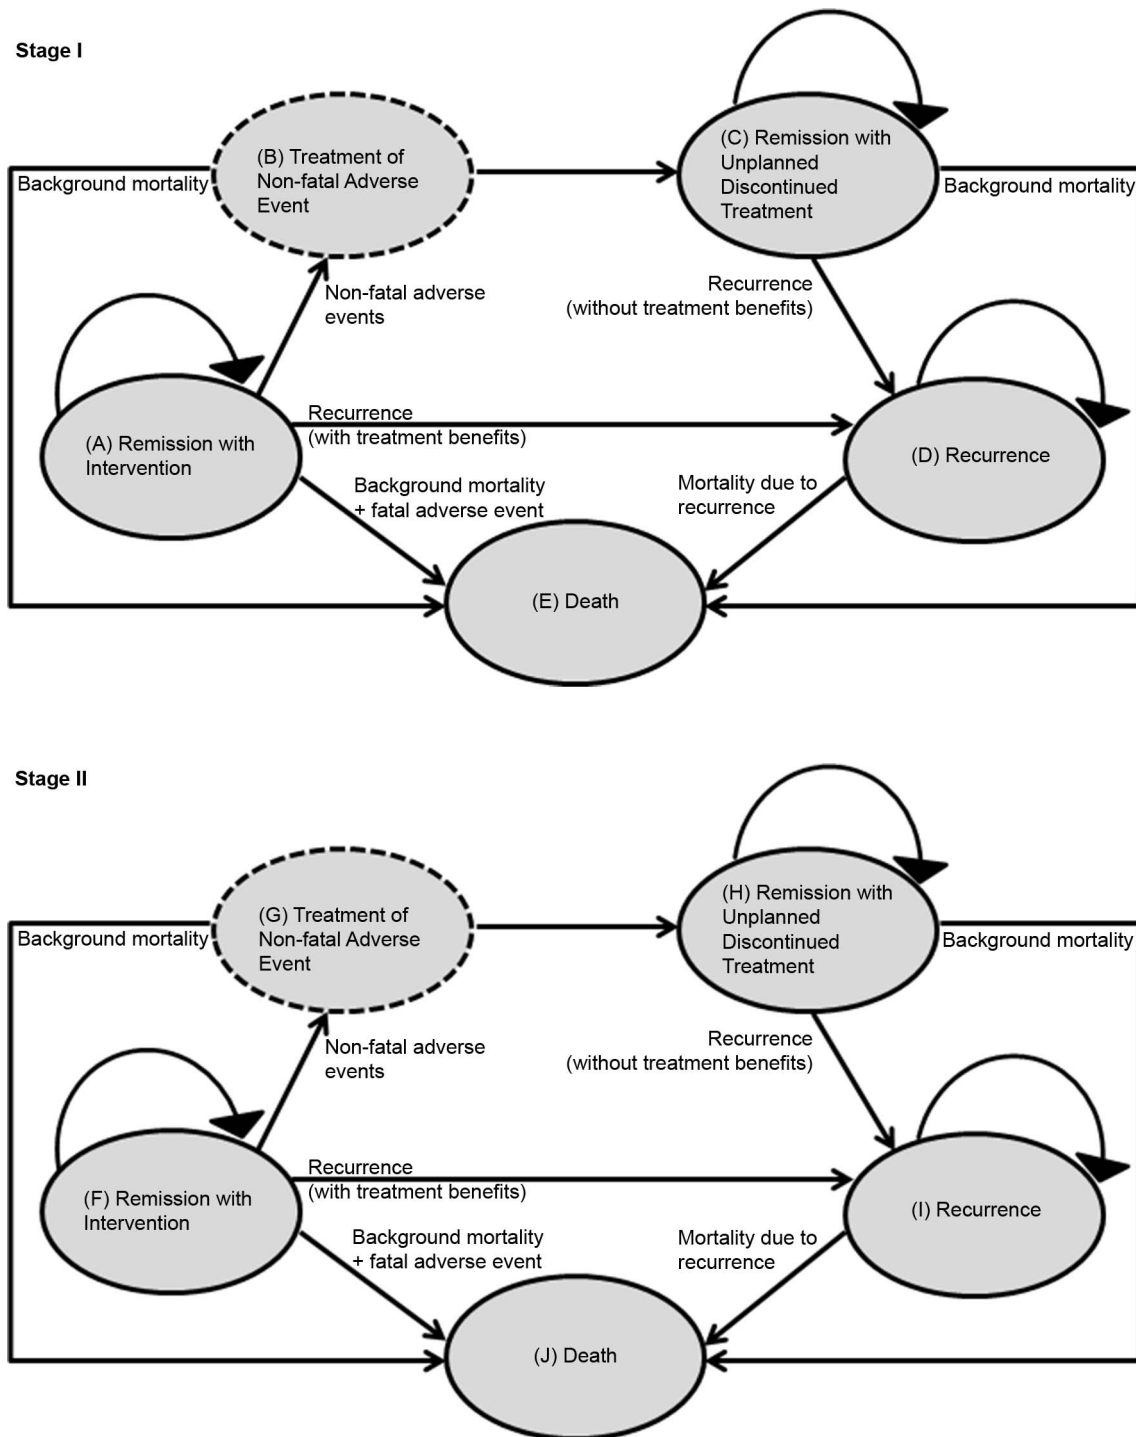 Stage I
(B) Treatment of
Non-fatal Adverse
Event
(C) Remission with
Unplanned
Discontinued
Treatment
Background mortality
Background mortality
Non-fatal adverse
events
Recurrence
(without treatment benefits)
(A) Remission with
Intervention
Recurrence
(with treatment benefits)
(D) Recurrence
Background mortality
+ fatal adverse event
Mortality due to
recurrence
(E) Death
Stage II
(G) Treatment of
Non-fatal Adverse
Event
(H) Remission with
Unplanned
Discontinued
Treatment
Background mortality
Background mortality
Non-fatal adverse
events
Recurrence
(without treatment benefits)
(F) Remission with
Intervention
Recurrence
(with treatment benefits)
(I) Recurrence
Background mortality
+ fatal adverse event
Mortality due to
recurrence
(J) Death